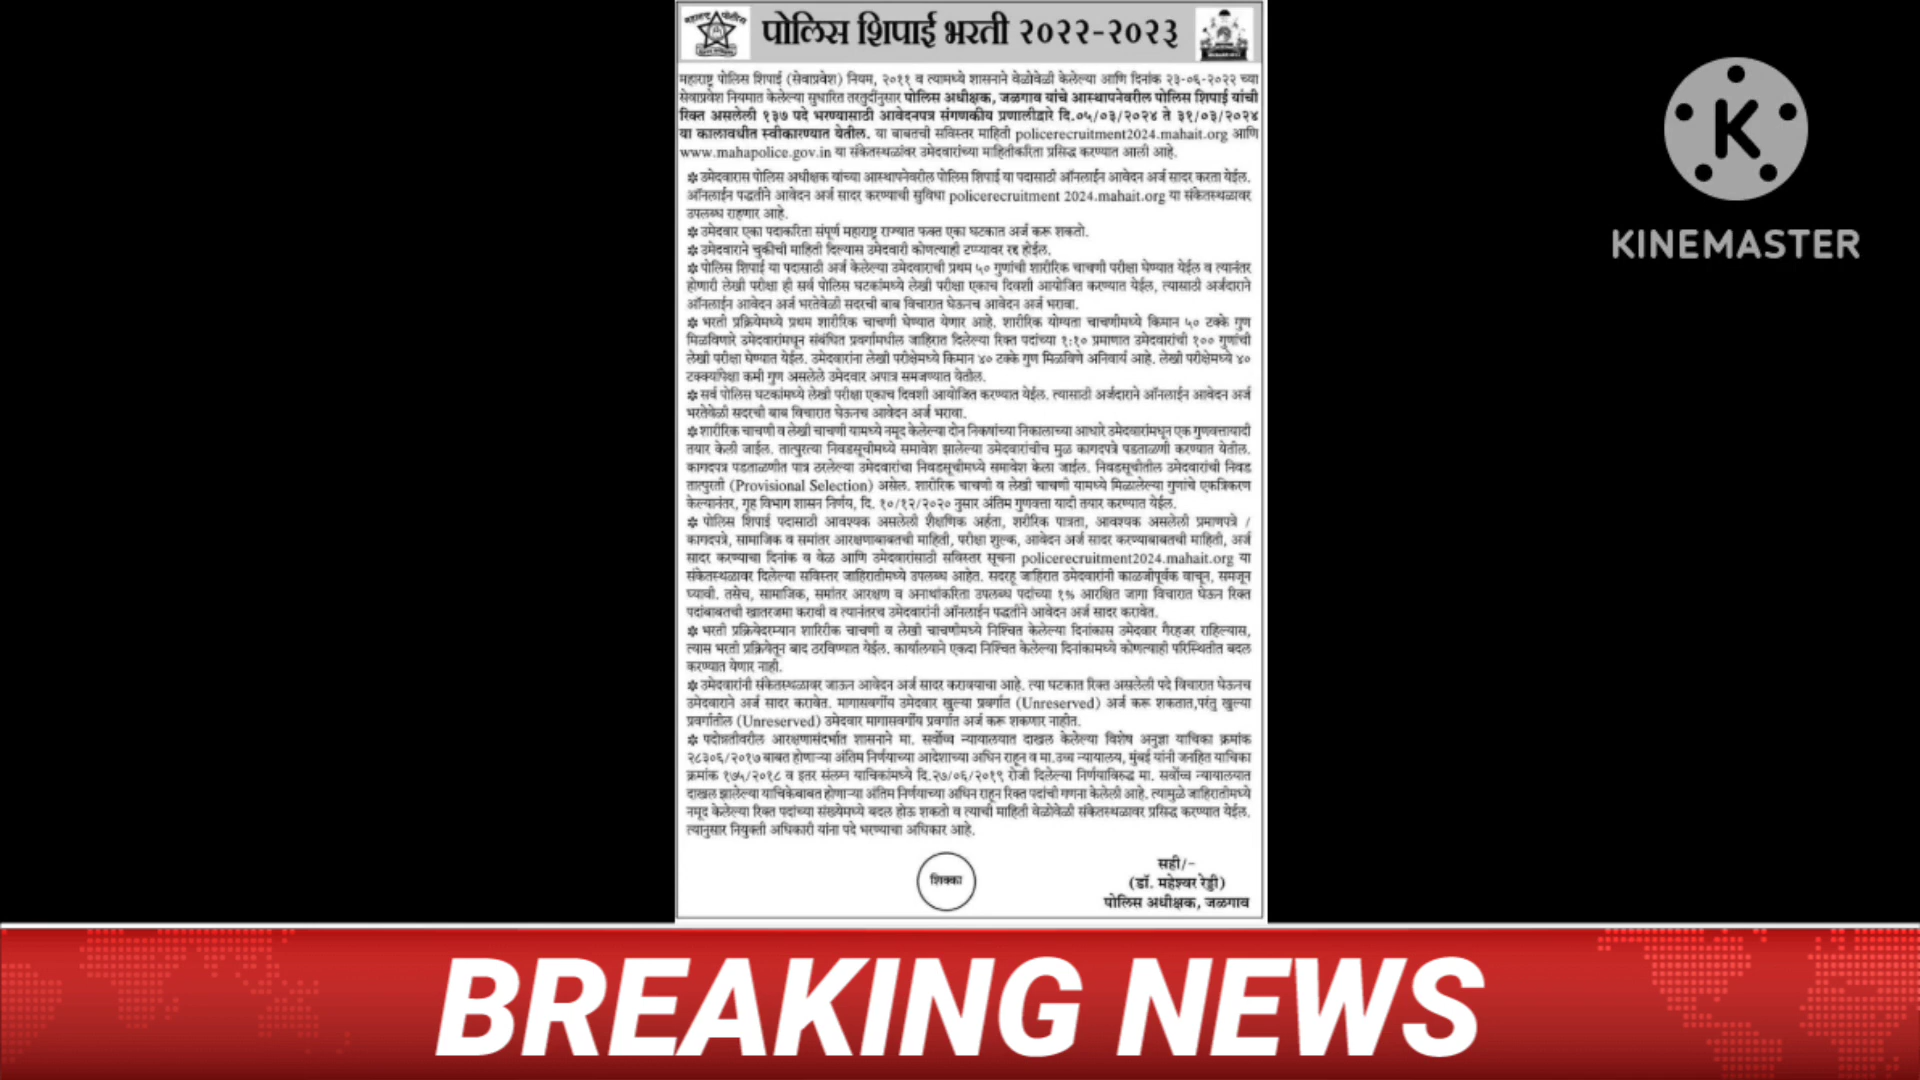 पोलिस शिपाई भरती २०२२-२०२३
महाराष्ट्र पोलिस शिपाई (सेवाप्रवेश) नियम, २०११ व त्यामध्ये शासनाने वेळोवेळी केलेल्या आणि दिनांक २३-०६-२०२२ च्या
सेवाप्रवेश नियमात केलेल्या सुधारित तरतुदींनुसार पोलिस अधीक्षक, जळगाव यांचे आस्थापनेवरील पोलिस शिपाई यांची
रिक्त असलेली १३७ पदे भरण्यासाठी आवेदनपत्र संगणकीय प्रणालीद्वारे दि.०५/०३/२०२४ ते ३१/०३/२०२४
या कालावधीत स्वीकारण्यात येतील. या बाबतची सविस्तर माहिती policerecruitment2024.mahait.org आणि
www.mahapolice.gov.in या संकेतस्थळांवर उमेदवारांच्या माहितीकरिता प्रसिद्ध करण्यात आली आहे.
✽ उमेदवारास पोलिस अधीक्षक यांच्या आस्थापनेवरील पोलिस शिपाई या पदासाठी ऑनलाईन आवेदन अर्ज सादर करता येईल.
ऑनलाईन पद्धतीने आवेदन अर्ज सादर करण्याची सुविधा policerecruitment 2024.mahait.org या संकेतस्थळावर
उपलब्ध राहणार आहे.
✽ उमेदवार एका पदाकरिता संपूर्ण महाराष्ट्र राज्यात फक्त एका घटकात अर्ज करू शकतो.
✽ उमेदवाराने चुकीची माहिती दिल्यास उमेदवारी कोणत्याही टप्प्यावर रद्द होईल.
✽ पोलिस शिपाई या पदासाठी अर्ज केलेल्या उमेदवाराची प्रथम ५० गुणांची शारीरिक चाचणी परीक्षा घेण्यात येईल व त्यानंतर
होणारी लेखी परीक्षा ही सर्व पोलिस घटकांमध्ये लेखी परीक्षा एकाच दिवशी आयोजित करण्यात येईल, त्यासाठी अर्जदाराने
ऑनलाईन आवेदन अर्ज भरतेवेळी सदरची बाब विचारात घेऊनच आवेदन अर्ज भरावा.
✽ भरती प्रक्रियेमध्ये प्रथम शारीरिक चाचणी घेण्यात येणार आहे. शारीरिक योग्यता चाचणीमध्ये किमान ५० टक्के गुण
मिळविणारे उमेदवारांमधून संबंधित प्रवर्गामधील जाहिरात दिलेल्या रिक्त पदांच्या १:१० प्रमाणात उमेदवारांची १०० गुणांची
लेखी परीक्षा घेण्यात येईल. उमेदवारांना लेखी परीक्षेमध्ये किमान ४० टक्के गुण मिळविणे अनिवार्य आहे. लेखी परीक्षेमध्ये ४०
टक्क्यांपेक्षा कमी गुण असलेले उमेदवार अपात्र समजण्यात येतील.
✽ सर्व पोलिस घटकांमध्ये लेखी परीक्षा एकाच दिवशी आयोजित करण्यात येईल. त्यासाठी अर्जदाराने ऑनलाईन आवेदन अर्ज
भरतेवेळी सदरची बाब विचारात घेऊनच आवेदन अर्ज भरावा.
✽ शारीरिक चाचणी व लेखी चाचणी यामध्ये नमूद केलेल्या दोन निकषांच्या निकालाच्या आधारे उमेदवारांमधून एक गुणवत्तायादी
तयार केली जाईल. तात्पुरत्या निवडसूचीमध्ये समावेश झालेल्या उमेदवारांचीच मुळ कागदपत्रे पडताळणी करण्यात येतील.
कागदपत्र पडताळणीत पात्र ठरलेल्या उमेदवारांचा निवडसूचीमध्ये समावेश केला जाईल. निवडसूचीतील उमेदवारांची निवड
तात्पुरती (Provisional Selection) असेल. शारीरिक चाचणी व लेखी चाचणी यामध्ये मिळालेल्या गुणांचे एकत्रिकरण
केल्यानंतर, गृह विभाग शासन निर्णय, दि. १०/१२/२०२० नुसार अंतिम गुणवत्ता यादी तयार करण्यात येईल.
✽ पोलिस शिपाई पदासाठी आवश्यक असलेली शैक्षणिक अर्हता, शरीरिक पात्रता, आवश्यक असलेली प्रमाणपत्रे /
कागदपत्रे, सामाजिक व समांतर आरक्षणाबाबतची माहिती, परीक्षा शुल्क, आवेदन अर्ज सादर करण्याबाबतची माहिती, अर्ज
सादर करण्याचा दिनांक व वेळ आणि उमेदवारांसाठी सविस्तर सूचना policerecruitment2024.mahait.org या
संकेतस्थळावर दिलेल्या सविस्तर जाहिरातीमध्ये उपलब्ध आहेत. सदरहू जाहिरात उमेदवारांनी काळजीपूर्वक वाचून, समजून
घ्यावी. तसेच, सामाजिक, समांतर आरक्षण व अनाथांकरिता उपलब्ध पदांच्या १% आरक्षित जागा विचारात घेऊन रिक्त
पदांबाबतची खातरजमा करावी व त्यानंतरच उमेदवारांनी ऑनलाईन पद्धतीने आवेदन अर्ज सादर करावेत.
✽ भरती प्रक्रियेदरम्यान शारिरीक चाचणी व लेखी चाचणीमध्ये निश्चित केलेल्या दिनांकास उमेदवार गैरहजर राहिल्यास,
त्यास भरती प्रक्रियेतून बाद ठरविण्यात येईल. कार्यालयाने एकदा निश्चित केलेल्या दिनांकामध्ये कोणत्याही परिस्थितीत बदल
करण्यात येणार नाही.
✽ उमेदवारांनी संकेतस्थळावर जाऊन आवेदन अर्ज सादर करावयाचा आहे. त्या घटकात रिक्त असलेली पदे विचारात घेऊनच
उमेदवाराने अर्ज सादर करावेत. मागासवर्गीय उमेदवार खुल्या प्रवर्गात (Unreserved) अर्ज करू शकतात,परंतु खुल्या
प्रवर्गातील (Unreserved) उमेदवार मागासवर्गीय प्रवर्गात अर्ज करू शकणार नाहीत.
✽ पदोन्नतीवरील आरक्षणासंदर्भात शासनाने मा. सर्वोच्च न्यायालयात दाखल केलेल्या विशेष अनुज्ञा याचिका क्रमांक
२८३०६/२०१७ बाबत होणाऱ्या अंतिम निर्णयाच्या आदेशाच्या अधिन राहून व मा.उच्च न्यायालय, मुंबई यांनी जनहित याचिका
क्रमांक १७५/२०१८ व इतर संलग्न याचिकांमध्ये दि.२७/०६/२०१९ रोजी दिलेल्या निर्णयाविरुद्ध मा. सर्वोच्च न्यायालयात
दाखल झालेल्या याचिकेबाबत होणाऱ्या अंतिम निर्णयाच्या अधिन राहून रिक्त पदांची गणना केलेली आहे. त्यामुळे जाहिरातीमध्ये
नमूद केलेल्या रिक्त पदांच्या संख्येमध्ये बदल होऊ शकतो व त्याची माहिती वेळोवेळी संकेतस्थळावर प्रसिद्ध करण्यात येईल.
त्यानुसार नियुक्ती अधिकारी यांना पदे भरण्याचा अधिकार आहे.
शिक्का
सही/-
(डॉ. महेश्वर रेड्डी)
पोलिस अधीक्षक, जळगाव
K
KINEMASTER
BREAKING NEWS